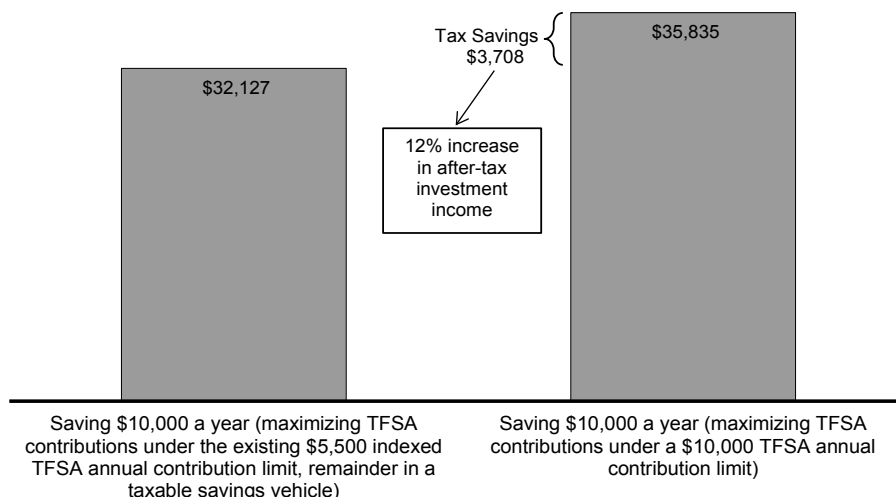 Tax Savings
$3,708
$32,127
$35,835
12% increase
in after-tax
investment
income
Saving $10,000 a year (maximizing TFSA
contributions under the existing $5,500 indexed
TFSA annual contribution limit, remainder in a
taxable savings vehicle)
Saving $10,000 a year (maximizing TFSA
contributions under a $10,000 TFSA annual
contribution limit)